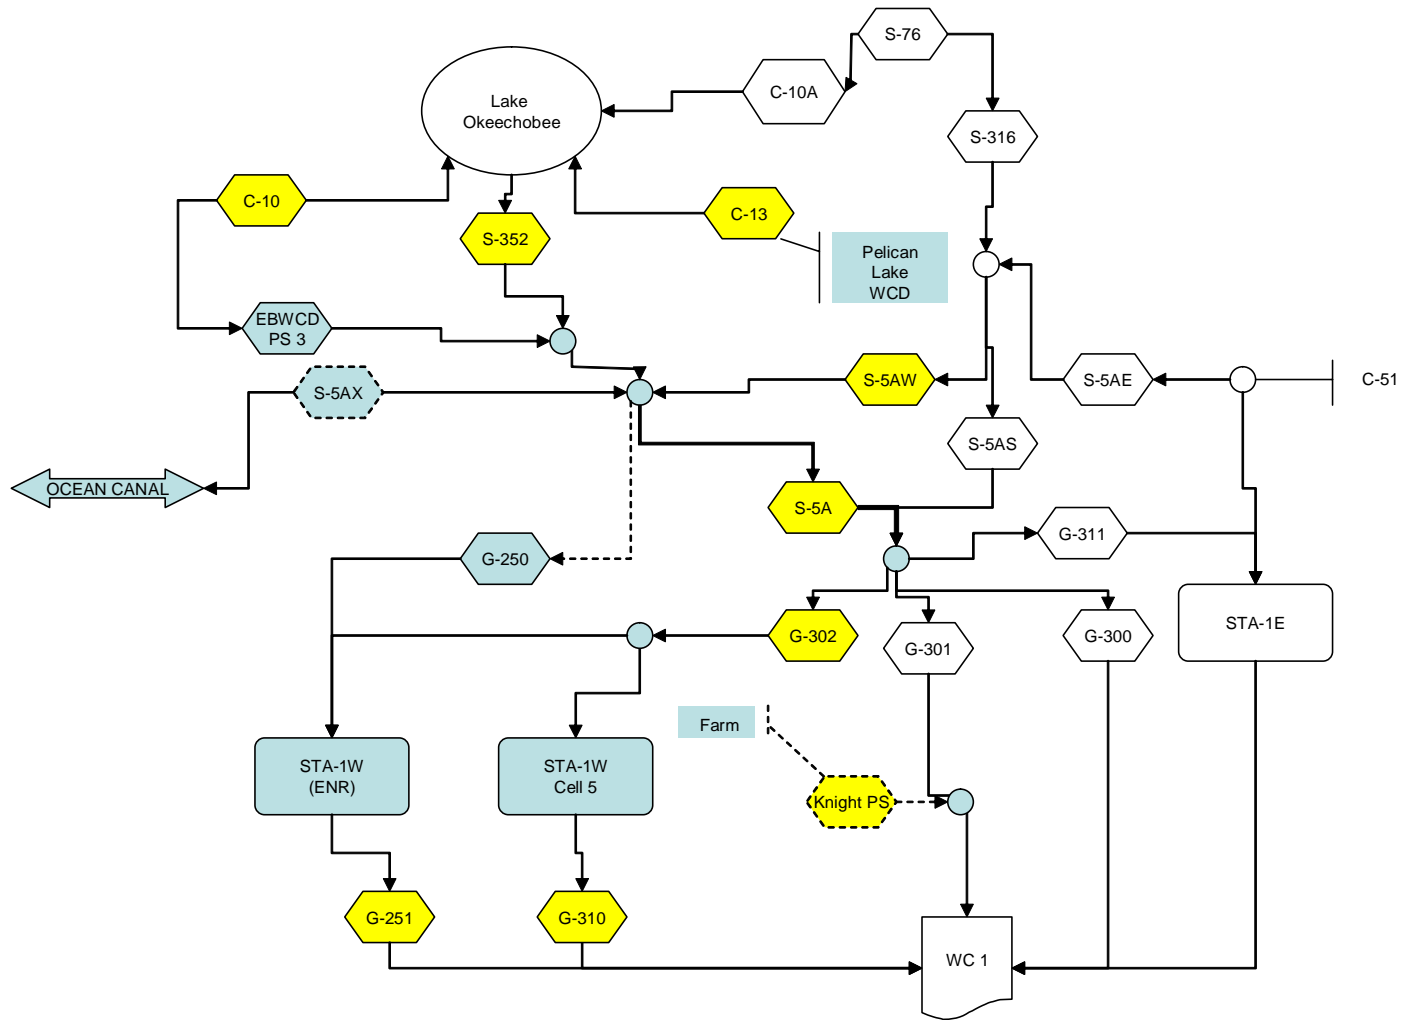 S-76
Lake
Okeechobee
C-10A
S-316
C-10
S-352
C-13
Pelican
Lake
WCD
EBWCD
PS 3
S-5AX
S-5AW
S-5AE
C-51
S-5AS
OCEAN CANAL
S-5A
G-250
G-311
G-302
G-301
G-300
STA-1E
Farm
STA-1W
(ENR)
STA-1W
Cell 5
Knight PS
G-251
G-310
WC 1